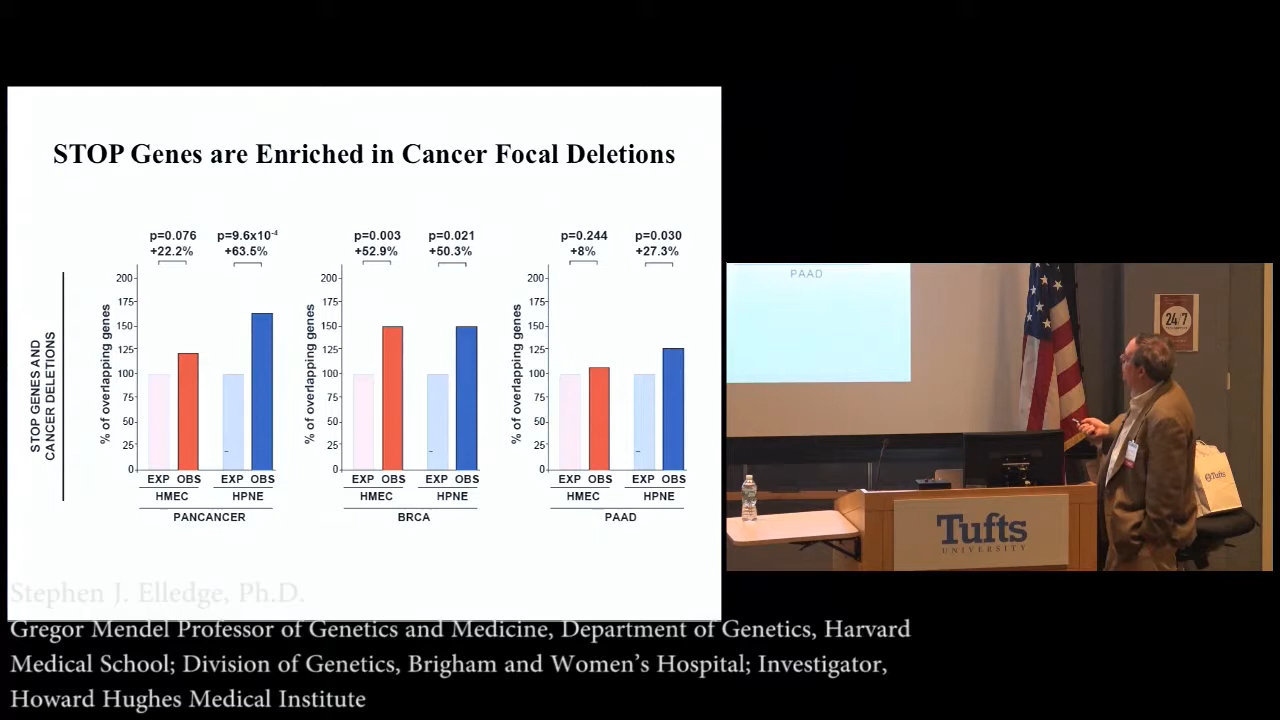 STOP Genes are Enriched in Cancer Focal Deletions
STOP GENES AND
CANCER DELETIONS
p=0.076
+22.2%
p=9.6x10⁻⁴
+63.5%
% of overlapping genes
200
175
150
125
100
75
50
25
0
EXP OBS EXP OBS
HMEC HPNE
PANCANCER
p=0.003
+52.9%
p=0.021
+50.3%
% of overlapping genes
200
175
150
125
100
75
50
25
0
EXP OBS EXP OBS
HMEC HPNE
BRCA
p=0.244
+8%
p=0.030
+27.3%
% of overlapping genes
200
175
150
125
100
75
50
25
0
EXP OBS EXP OBS
HMEC HPNE
PAAD
PAAD
24/7
Tufts
Tufts
UNIVERSITY
Stephen J. Elledge, Ph.D.
Gregor Mendel Professor of Genetics and Medicine, Department of Genetics, Harvard
Medical School; Division of Genetics, Brigham and Women’s Hospital; Investigator,
Howard Hughes Medical Institute